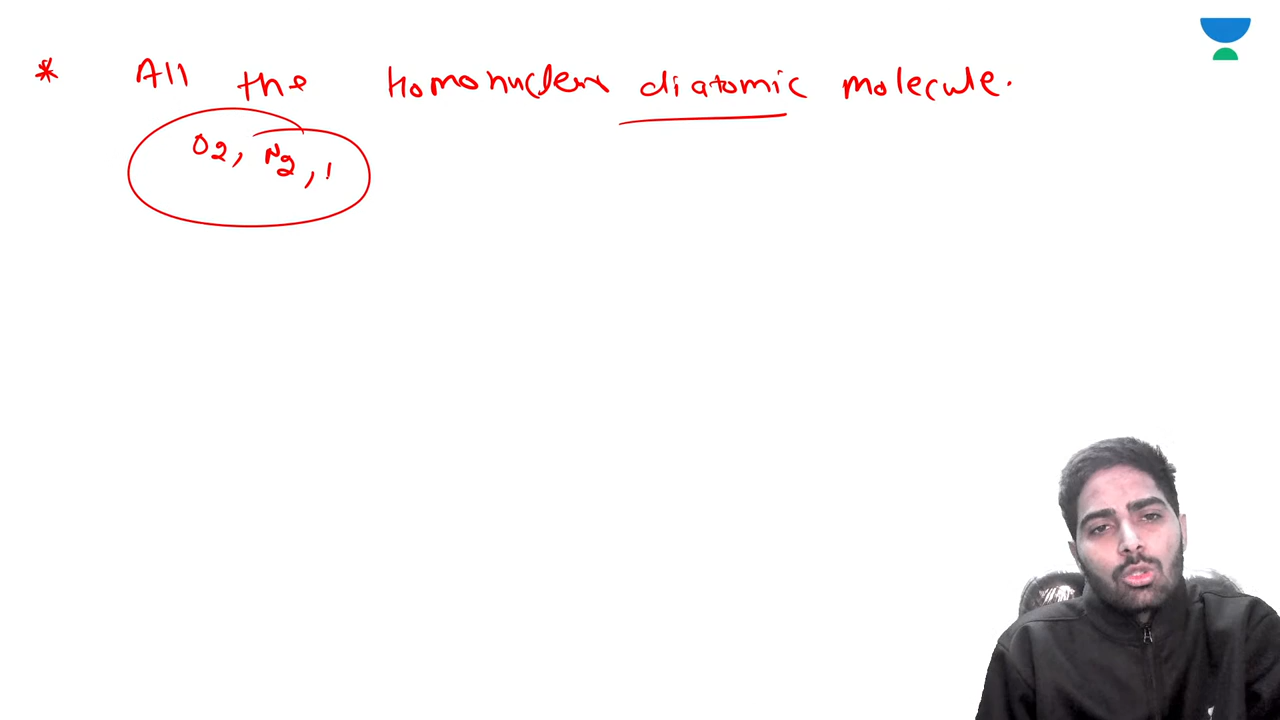 * All the Homonuclear diatomic molecule.
O2, N2,